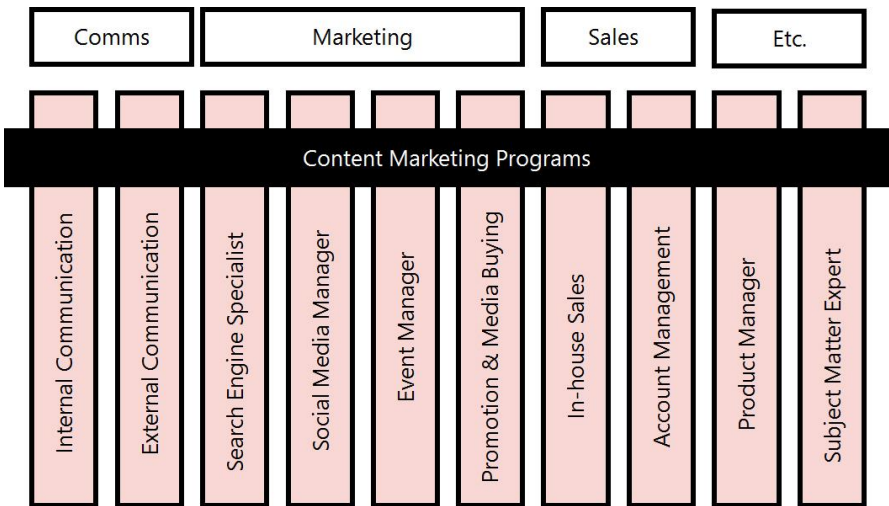 Comms
Marketing
Sales
Etc.
Content Marketing Programs
Internal Communication
External Communication
Search Engine Specialist
Social Media Manager
Event Manager
Promotion & Media Buying
In-house Sales
Account Management
Product Manager
Subject Matter Expert